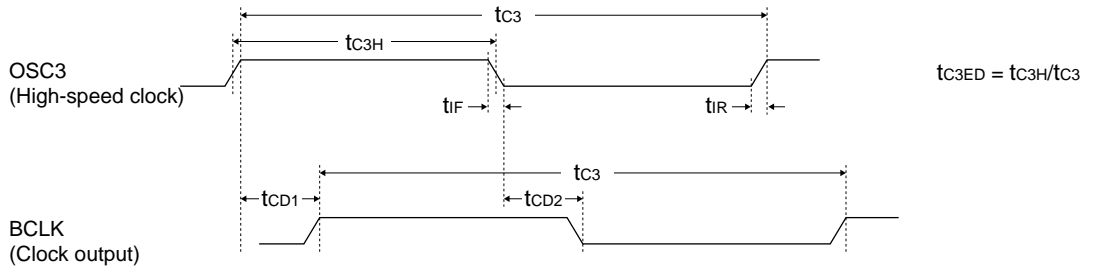 tC3
tC3H
OSC3
(High-speed clock)
tC3ED = tC3H/tC3
tIF
tIR
tC3
tCD1
tCD2
BCLK
(Clock output)